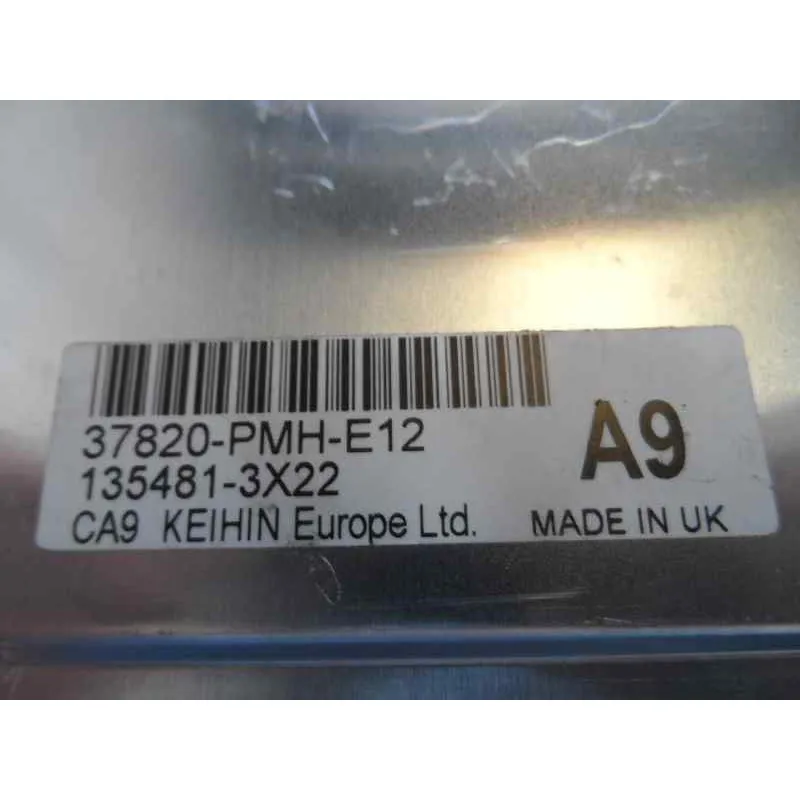 37820-PMH-E12
135481-3X22
A9
CA9 KEIHIN Europe Ltd. MADE IN UK